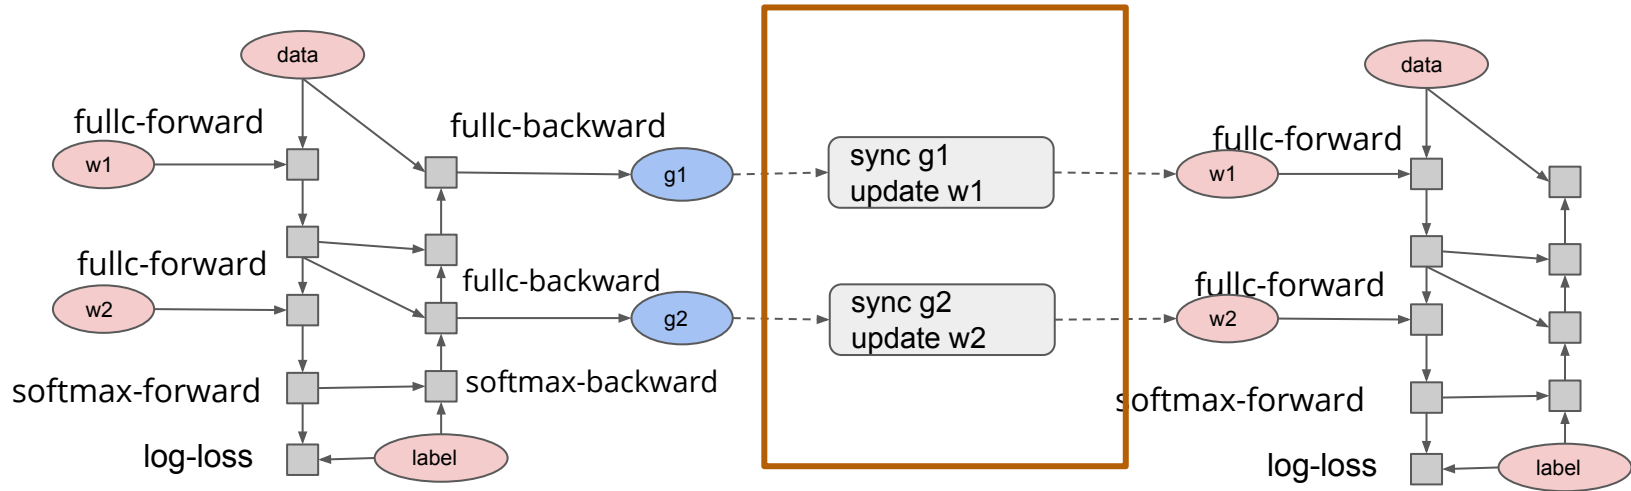 data
fullc-forward
w1
fullc-backward
g1
fullc-forward
w2
fullc-backward
g2
softmax-forward
softmax-backward
log-loss
label
sync g1
update w1
sync g2
update w2
data
fullc-forward
w1
fullc-forward
w2
softmax-forward
log-loss
label